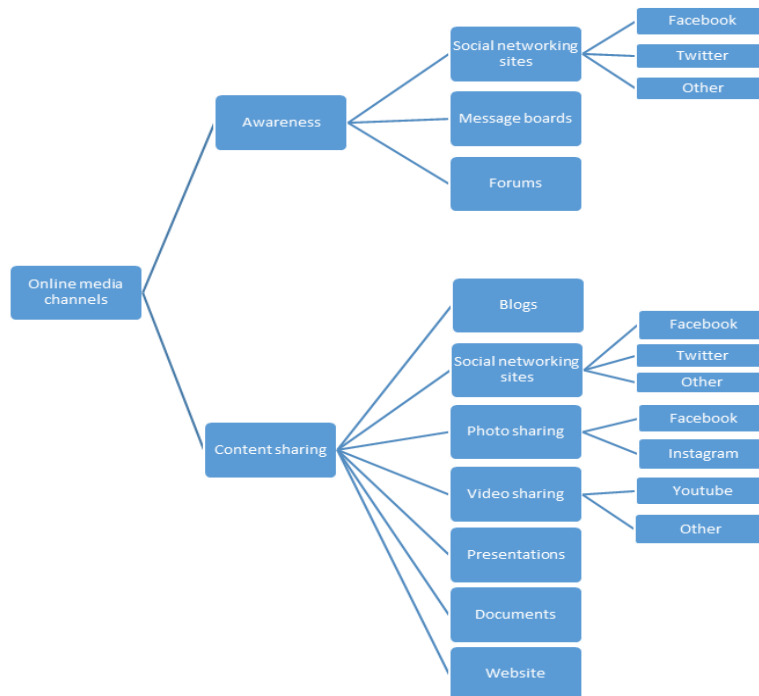 Online media
channels
Awareness
Social networking
sites
Facebook
Twitter
Other
Message boards
Forums
Content sharing
Blogs
Social networking
sites
Facebook
Twitter
Other
Photo sharing
Facebook
Instagram
Video sharing
Youtube
Other
Presentations
Documents
Website